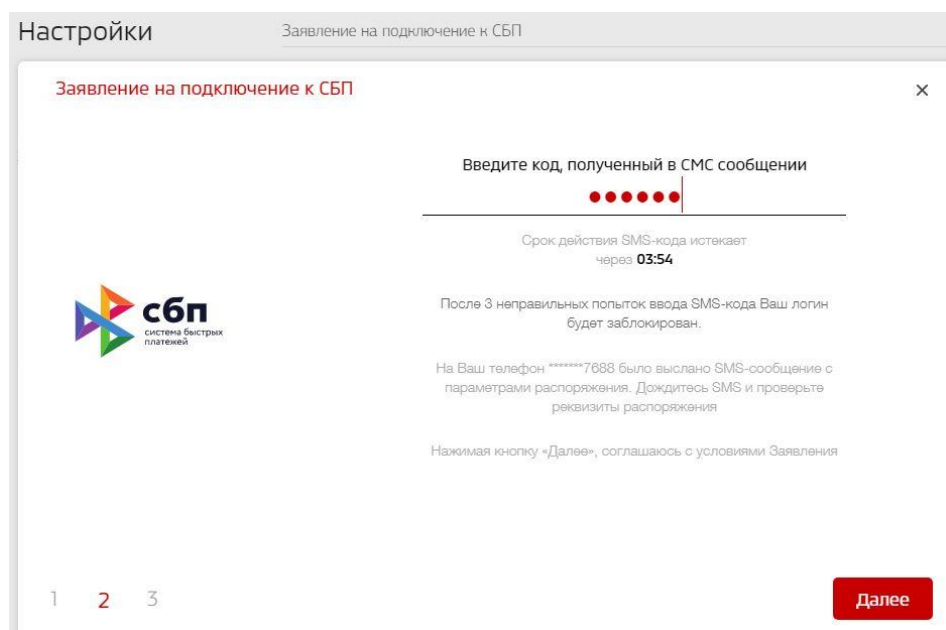 Настройки
Заявление на подключение к СБП
Заявление на подключение к СБП
×
Введите код, полученный в СМС сообщении
●●●●●●
Срок действия SMS-кода истекает
через 03:54
После 3 неправильных попыток ввода SMS-кода Ваш логин
будет заблокирован.
На Ваш телефон *******7688 было выслано SMS-сообщение с
параметрами распоряжения. Дождитесь SMS и проверьте
реквизиты распоряжения
Нажимая кнопку «Далее», соглашаюсь с условиями Заявления
сбп
система быстрых
платежей
1 2 3
Далее